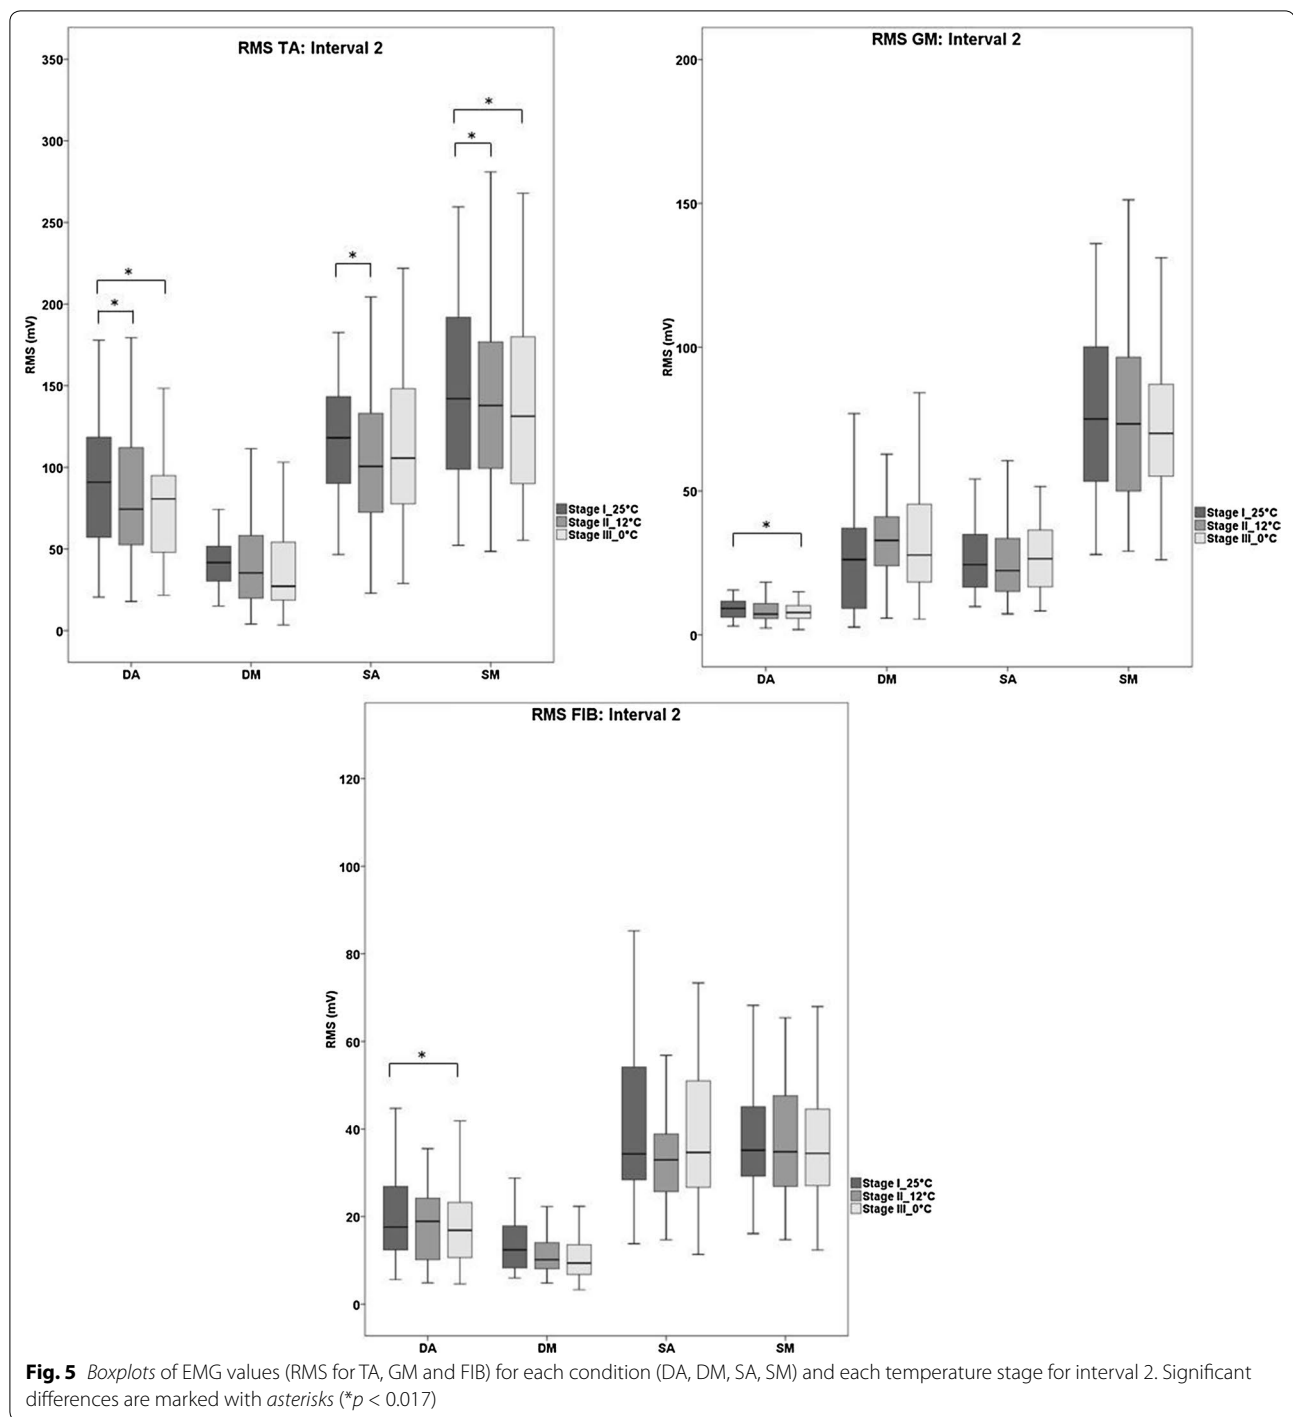 RMS TA: Interval 2
RMS (mV)
350
300
250
200
150
100
50
0
*
*
*
*
*
DA DM SA SM
Stage I_25°C
Stage II_12°C
Stage III_0°C
RMS GM: Interval 2
RMS (mV)
200
150
100
50
0
*
DA DM SA SM
Stage I_25°C
Stage II_12°C
Stage III_0°C
RMS FIB: Interval 2
RMS (mV)
120
100
80
60
40
20
0
*
DA DM SA SM
Stage I_25°C
Stage II_12°C
Stage III_0°C
Fig. 5 Boxplots of EMG values (RMS for TA, GM and FIB) for each condition (DA, DM, SA, SM) and each temperature stage for interval 2. Significant
differences are marked with asterisks (*p < 0.017)